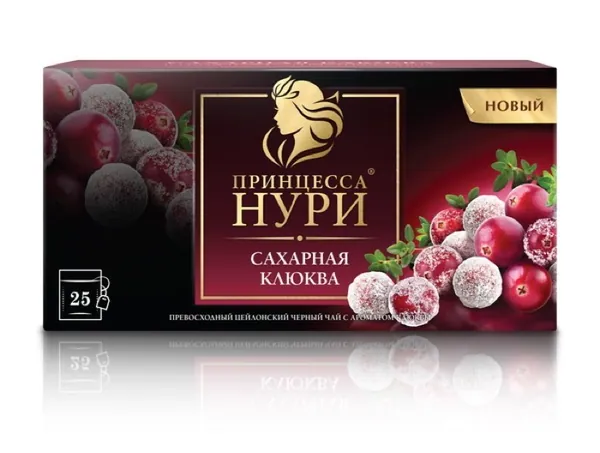 НОВЫЙ
ПРИНЦЕССА®
НУРИ
САХАРНАЯ
КЛЮКВА
25
ПРЕВОСХОДНЫЙ ЦЕЙЛОНСКИЙ ЧЕРНЫЙ ЧАЙ С АРОМАТОМ